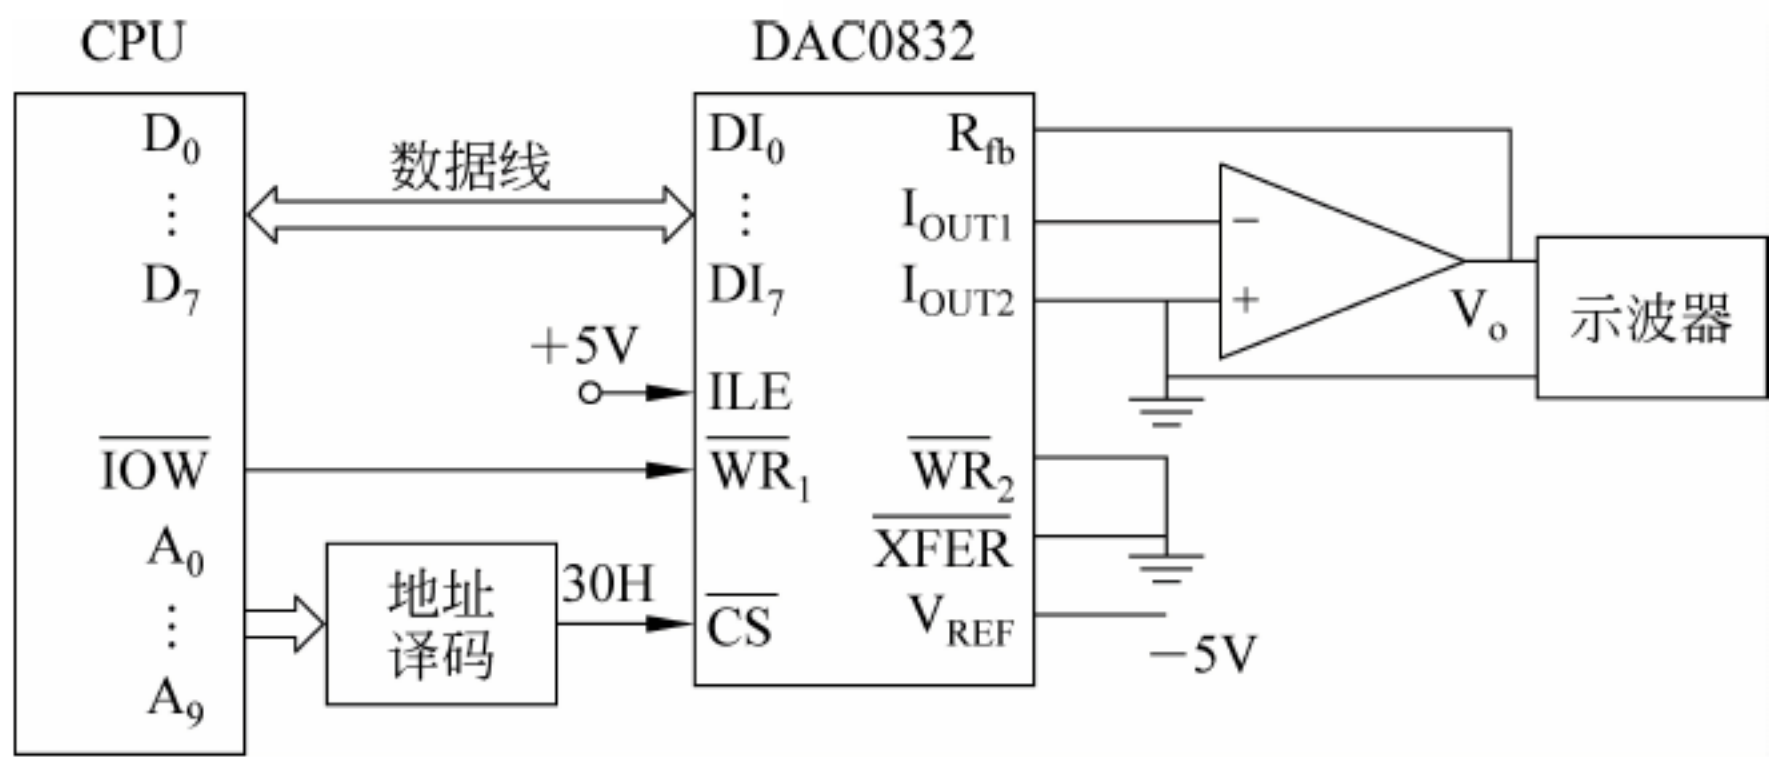 CPU
DAC0832
D0
⋮
D7
IOW
A0
⋮
A9
数据线
+5V
地址
译码
30H
DI0
⋮
DI7
ILE
WR1
CS
Rfb
IOUT1
IOUT2
WR2
XFER
VREF
−5V
−
+
Vo
示波器